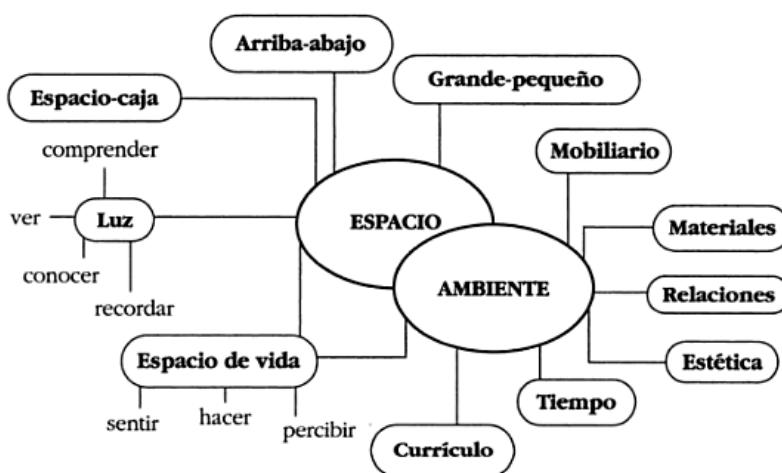 Arriba-abajo
Grande-pequeño
Espacio-caja
comprender
Mobiliario
ver
Luz
ESPACIO
Materiales
conocer
AMBIENTE
Relaciones
recordar
Espacio de vida
Estética
sentir
hacer
percibir
Tiempo
Currículo